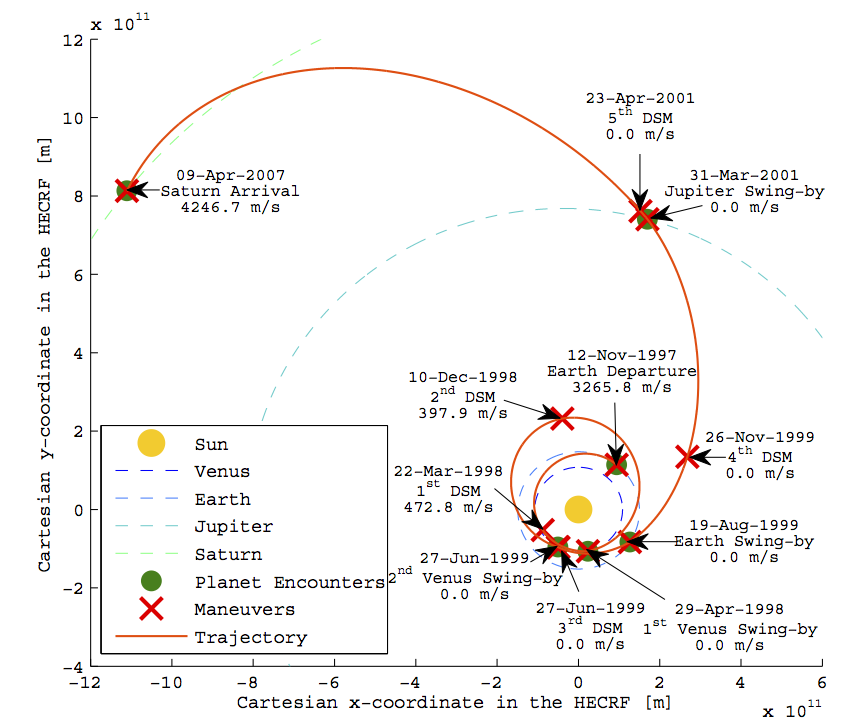 x 10^11
12
10
8
6
4
2
0
-2
-4
Cartesian y-coordinate in the HECRF [m]
23-Apr-2001
5th DSM
0.0 m/s
31-Mar-2001
Jupiter Swing-by
0.0 m/s
09-Apr-2007
Saturn Arrival
4246.7 m/s
12-Nov-1997
Earth Departure
3265.8 m/s
10-Dec-1998
2nd DSM
397.9 m/s
26-Nov-1999
4th DSM
0.0 m/s
22-Mar-1998
1st DSM
472.8 m/s
19-Aug-1999
Earth Swing-by
0.0 m/s
27-Jun-1999
2nd Venus Swing-by
0.0 m/s
27-Jun-1999
3rd DSM
0.0 m/s
29-Apr-1998
1st Venus Swing-by
0.0 m/s
Sun
Venus
Earth
Jupiter
Saturn
Planet Encounters
Maneuvers
Trajectory
-12 -10 -8 -6 -4 -2 0 2 4 6
Cartesian x-coordinate in the HECRF [m]
x 10^11